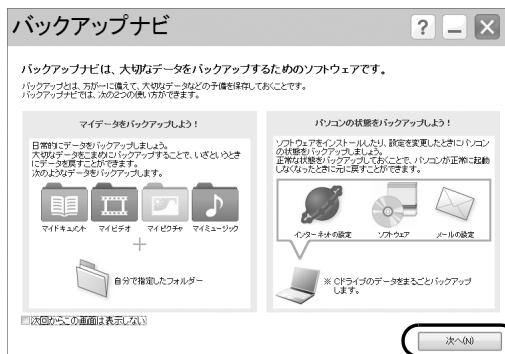 バックアップナビ
バックアップナビは、大切なデータをバックアップするためのソフトウェアです。
バックアップとは、万が一に備えて、大切なデータなどの予備を保存しておくことです。
バックアップナビでは、次の2つの使い方ができます。
マイデータをバックアップしよう！
日常的にデータをバックアップしましょう。
大切なデータをこまめにバックアップすることで、いざというとき
にデータを戻すことができます。
次のようなデータをバックアップします。
マイドキュメント マイビデオ マイピクチャ マイミュージック
自分で指定したフォルダー
パソコンの状態をバックアップしよう！
ソフトウェアをインストールしたり、設定を変更したときにパソコン
の状態をバックアップしましょう。
正常な状態をバックアップしておくことで、パソコンが正常に起動
しなくなったときに元に戻すことができます。
インターネットの設定 ソフトウェア メールの設定
※ Cドライブのデータをまるごとバックアップ
します。
次回からこの画面は表示しない
次へ(N)